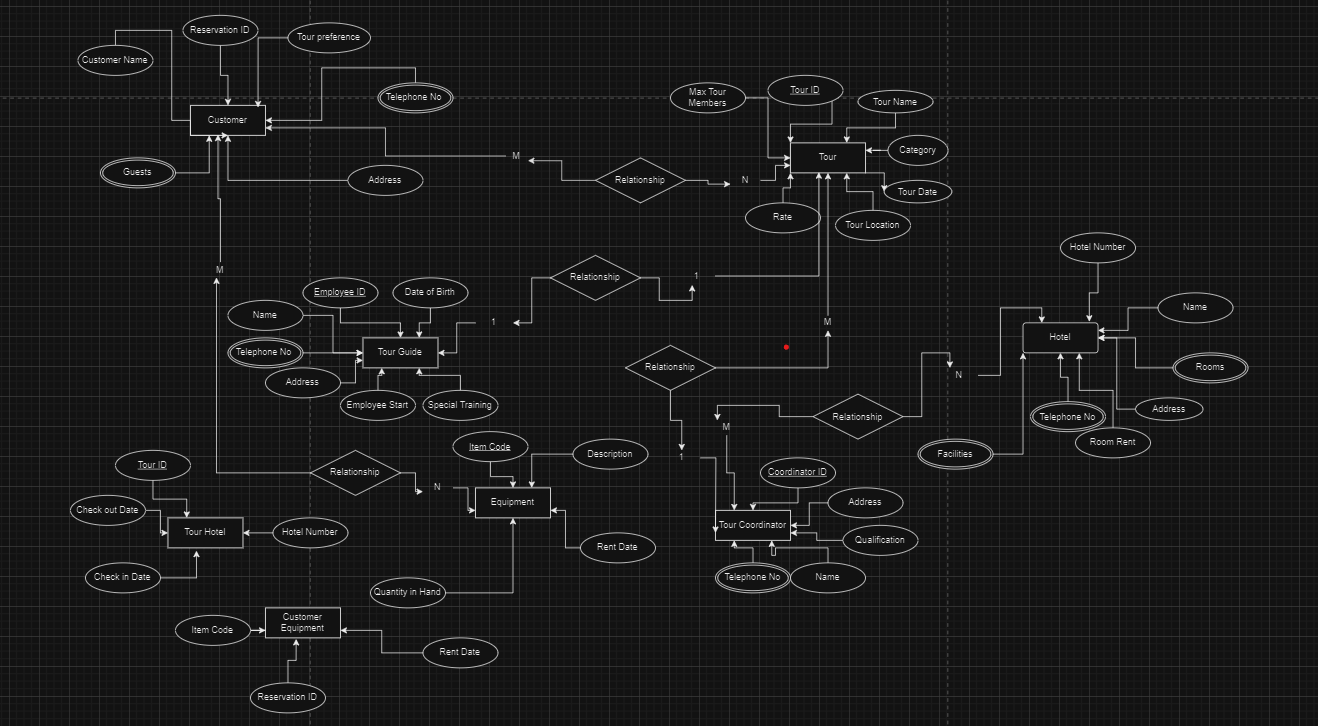 Reservation ID
Tour preference
Customer Name
Telephone No
Customer
Guests
Address
M
Relationship
N
Max Tour
Members
Tour ID
Tour Name
Category
Tour
Tour Date
Rate
Tour Location
M
Relationship
1
Employee ID
Date of Birth
Name
1
Telephone No
Tour Guide
Address
Employee Start
Special Training
M
Relationship
Hotel Number
Name
Hotel
Rooms
N
Telephone No
Address
Room Rent
Facilities
Relationship
M
1
Item Code
Description
Relationship
N
Equipment
Rent Date
Quantity in Hand
Coordinator ID
Address
Tour Coordinator
Qualification
Telephone No
Name
Tour ID
Check out Date
Tour Hotel
Hotel Number
Check in Date
Customer
Equipment
Item Code
Rent Date
Reservation ID